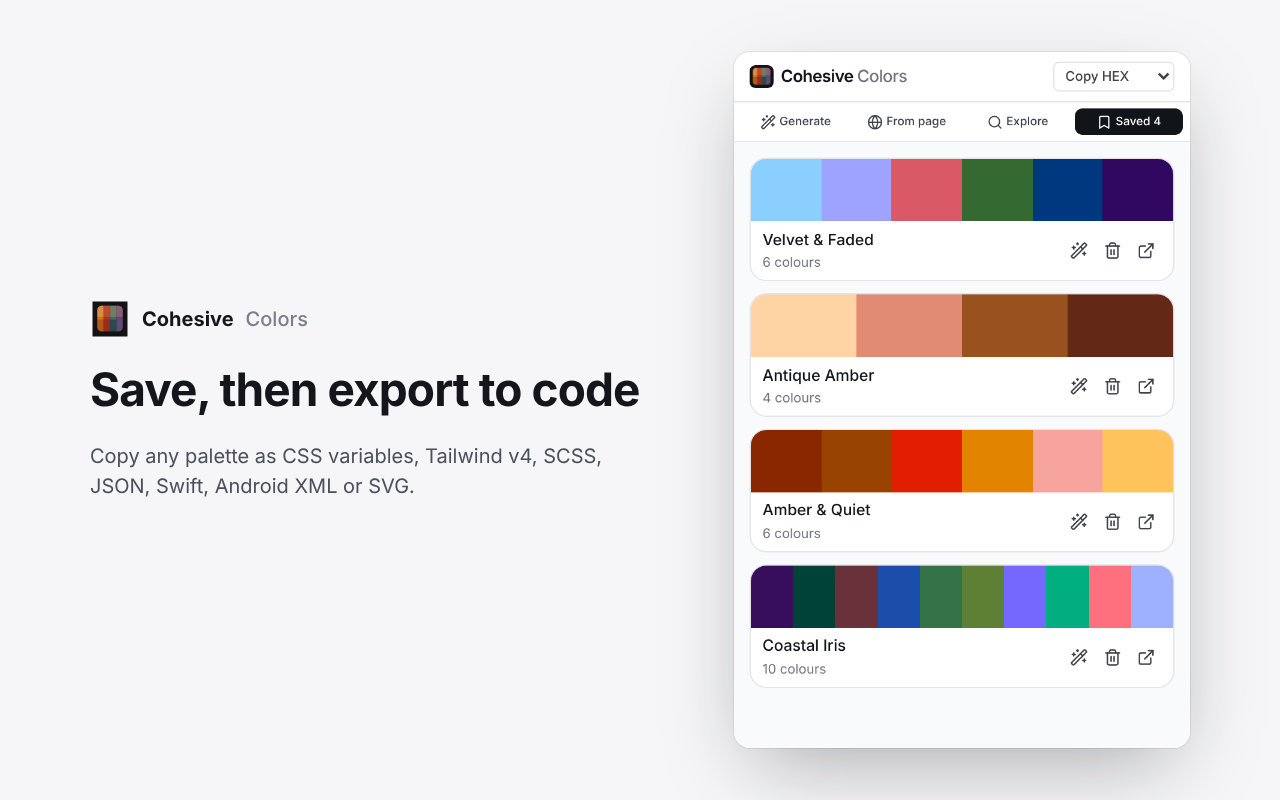 Cohesive Colors
Save, then export to code
Copy any palette as CSS variables, Tailwind v4, SCSS,
JSON, Swift, Android XML or SVG.
Cohesive Colors
Copy HEX
Generate
From page
Explore
Saved 4
Velvet & Faded
6 colours
Antique Amber
4 colours
Amber & Quiet
6 colours
Coastal Iris
10 colours